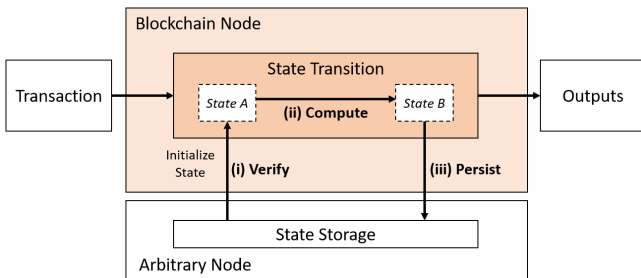 Blockchain Node
State Transition
Transaction
State A
State B
Outputs
(ii) Compute
Initialize
State
(i) Verify
(iii) Persist
State Storage
Arbitrary Node